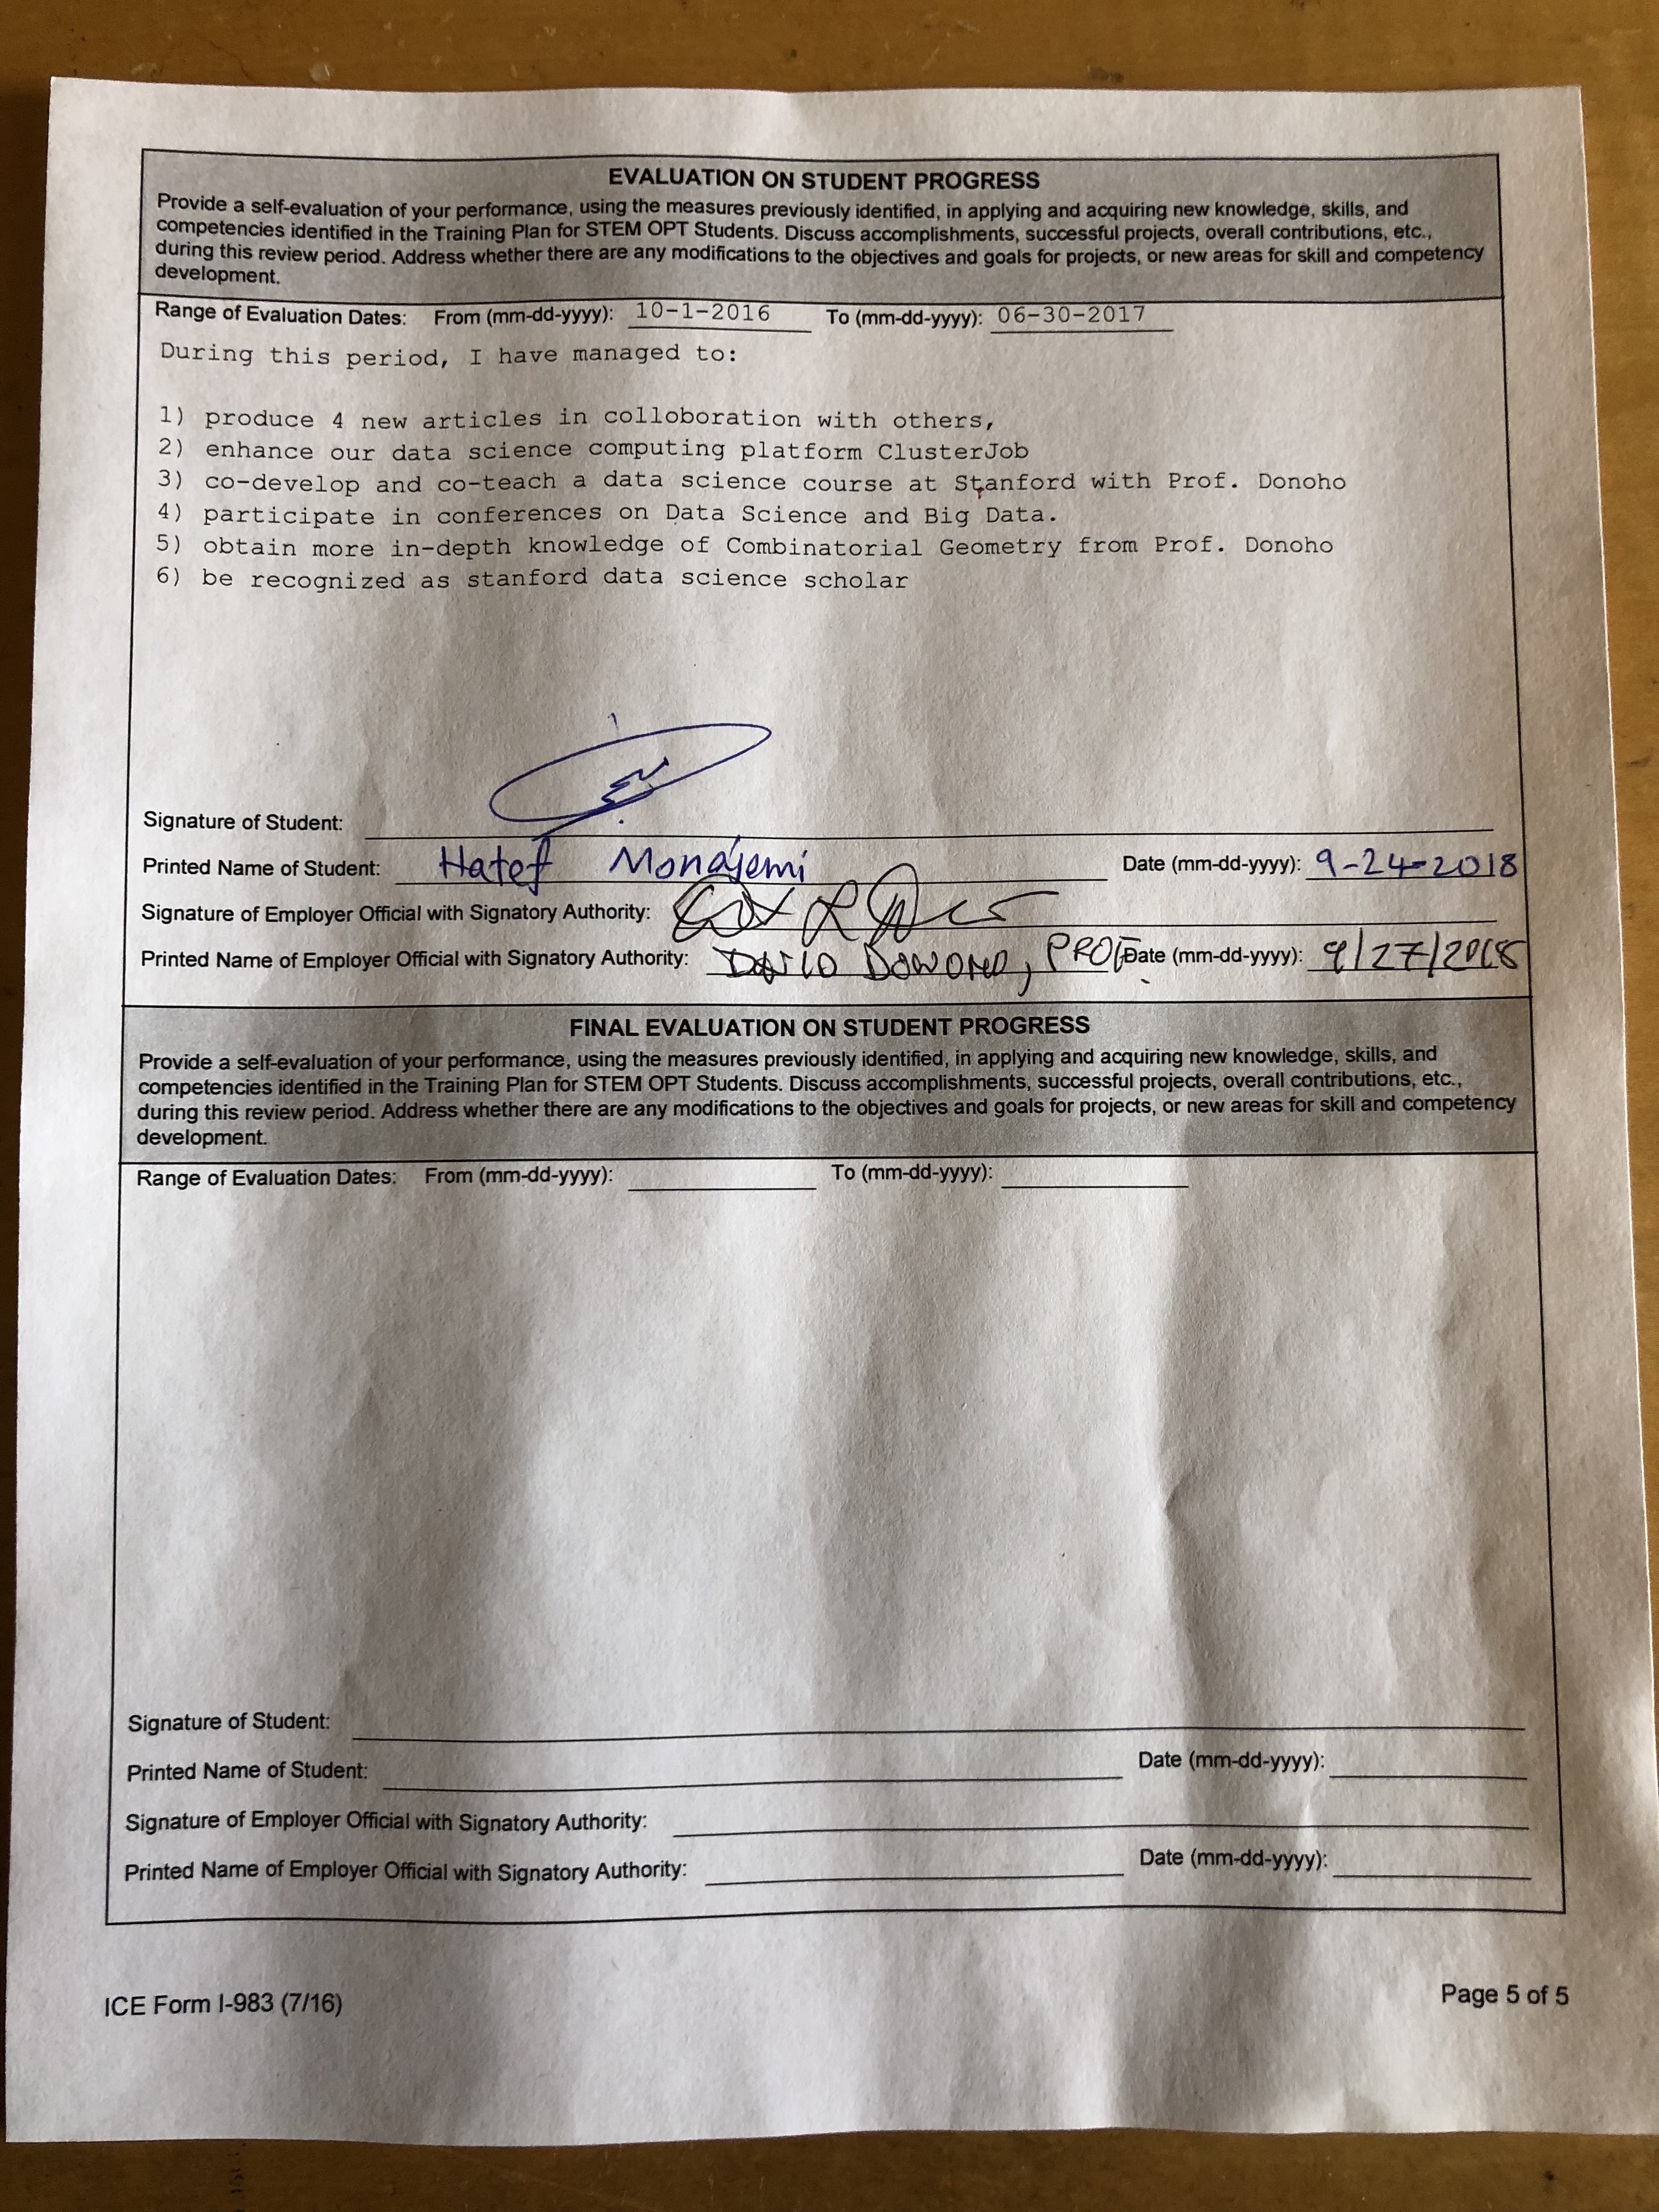 EVALUATION ON STUDENT PROGRESS
Provide a self-evaluation of your performance, using the measures previously identified, in applying and acquiring new knowledge, skills, and
competencies identified in the Training Plan for STEM OPT Students. Discuss accomplishments, successful projects, overall contributions, etc.,
during this review period. Address whether there are any modifications to the objectives and goals for projects, or new areas for skill and competency
development.
Range of Evaluation Dates: From (mm-dd-yyyy): 10-1-2016 To (mm-dd-yyyy): 06-30-2017
During this period, I have managed to:
1) produce 4 new articles in colloboration with others,
2) enhance our data science computing platform ClusterJob
3) co-develop and co-teach a data science course at Stanford with Prof. Donoho
4) participate in conferences on Data Science and Big Data.
5) obtain more in-depth knowledge of Combinatorial Geometry from Prof. Donoho
6) be recognized as stanford data science scholar
Signature of Student:
Printed Name of Student: Hatef Monajemi Date (mm-dd-yyyy): 9-24-2018
Signature of Employer Official with Signatory Authority:
Printed Name of Employer Official with Signatory Authority: DAVID DONOHO, PROF Date (mm-dd-yyyy): 9/27/2018
FINAL EVALUATION ON STUDENT PROGRESS
Provide a self-evaluation of your performance, using the measures previously identified, in applying and acquiring new knowledge, skills, and
competencies identified in the Training Plan for STEM OPT Students. Discuss accomplishments, successful projects, overall contributions, etc.,
during this review period. Address whether there are any modifications to the objectives and goals for projects, or new areas for skill and competency
development.
Range of Evaluation Dates: From (mm-dd-yyyy): To (mm-dd-yyyy):
Signature of Student:
Printed Name of Student: Date (mm-dd-yyyy):
Signature of Employer Official with Signatory Authority:
Printed Name of Employer Official with Signatory Authority: Date (mm-dd-yyyy):
ICE Form I-983 (7/16) Page 5 of 5